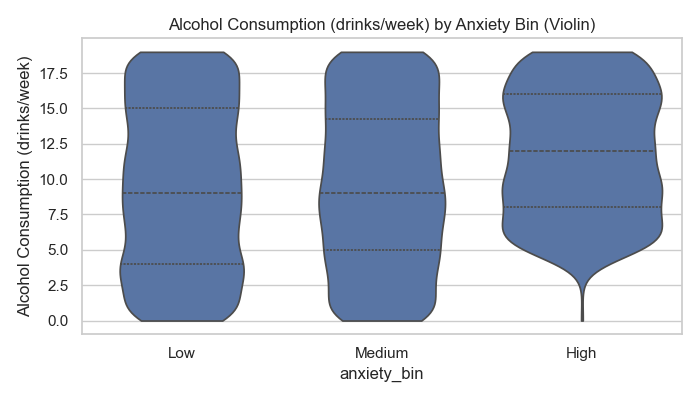 Alcohol Consumption (drinks/week) by Anxiety Bin (Violin)
Alcohol Consumption (drinks/week)
17.5
15.0
12.5
10.0
7.5
5.0
2.5
0.0
Low Medium High
anxiety_bin